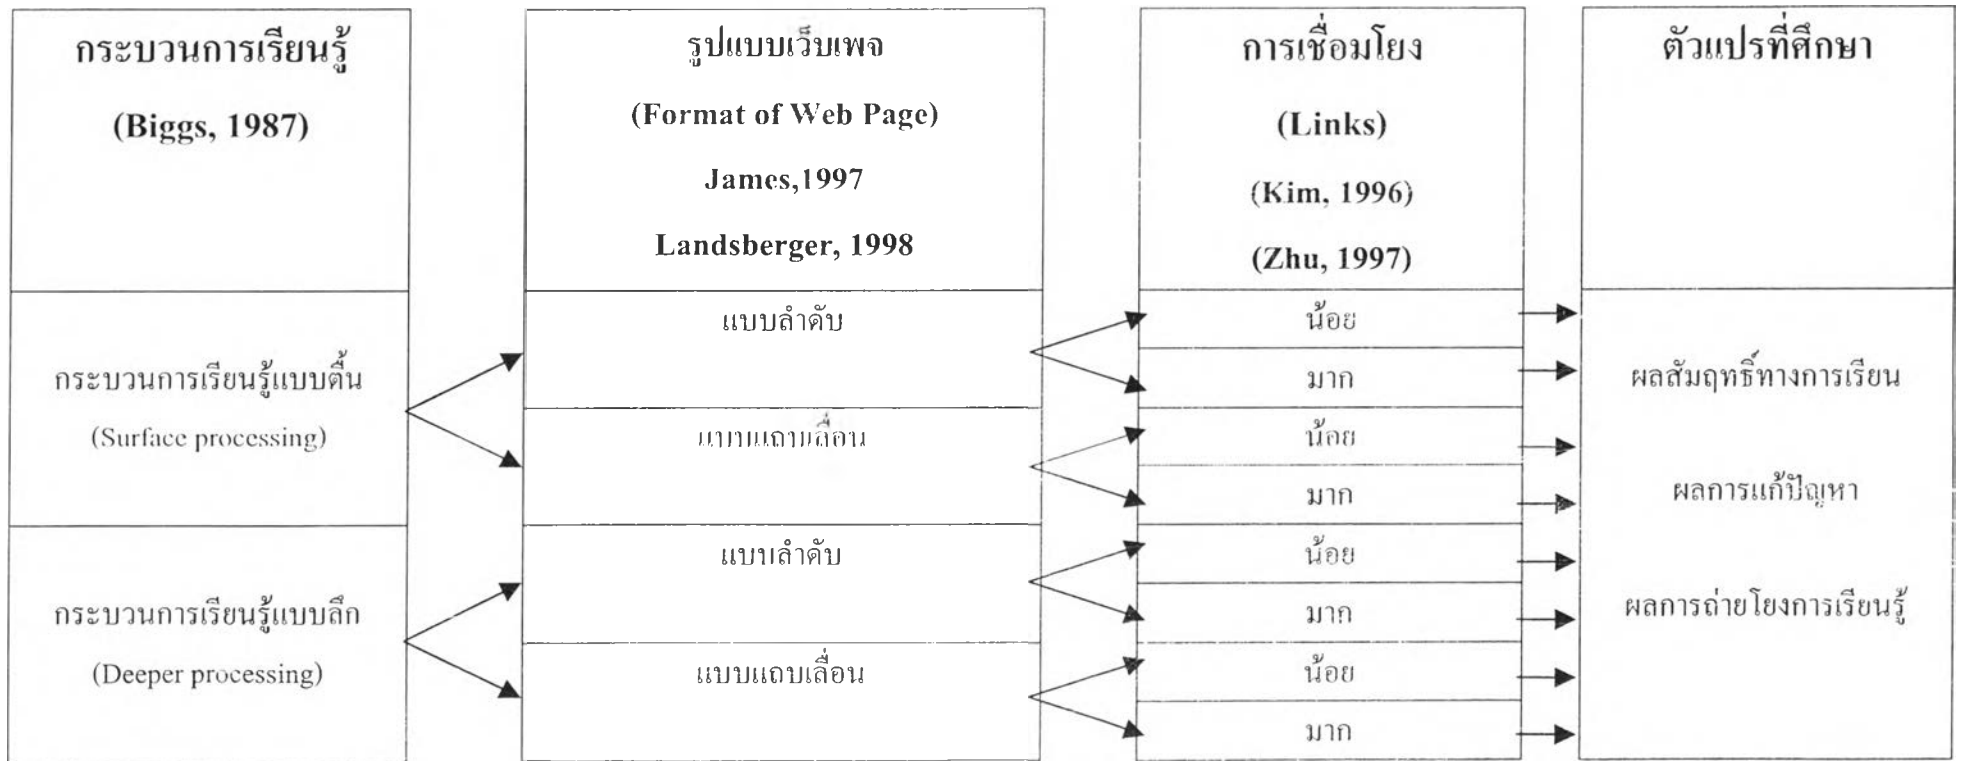 กระบวนการเรียนรู้
(Biggs, 1987)
กระบวนการเรียนรู้แบบตื้น
(Surface processing)
กระบวนการเรียนรู้แบบลึก
(Deeper processing)
รูปแบบเว็บเพจ
(Format of Web Page)
James,1997
Landsberger, 1998
แบบลำดับ
แบบแถบเลื่อน
แบบลำดับ
แบบแถบเลื่อน
การเชื่อมโยง
(Links)
(Kim, 1996)
(Zhu, 1997)
น้อย
มาก
น้อย
มาก
น้อย
มาก
น้อย
มาก
ตัวแปรที่ศึกษา
ผลสัมฤทธิ์ทางการเรียน
ผลการแก้ปัญหา
ผลการถ่ายโยงการเรียนรู้